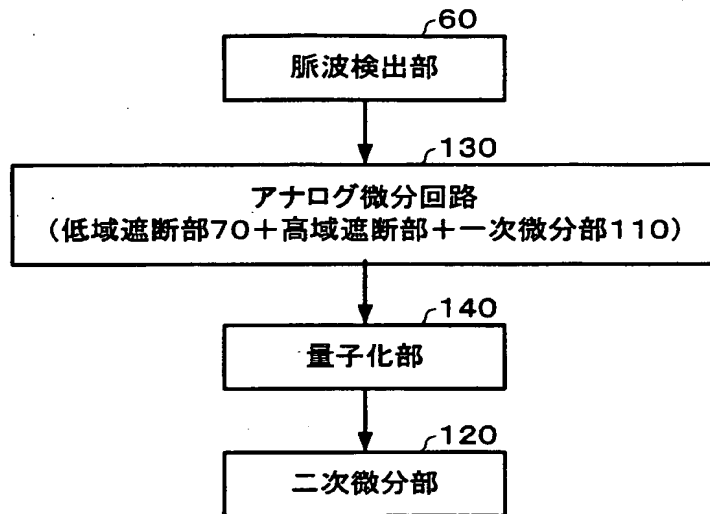 60
脈波検出部
130
アナログ微分回路
(低域遮断部70+高域遮断部+一次微分部110)
140
量子化部
120
二次微分部